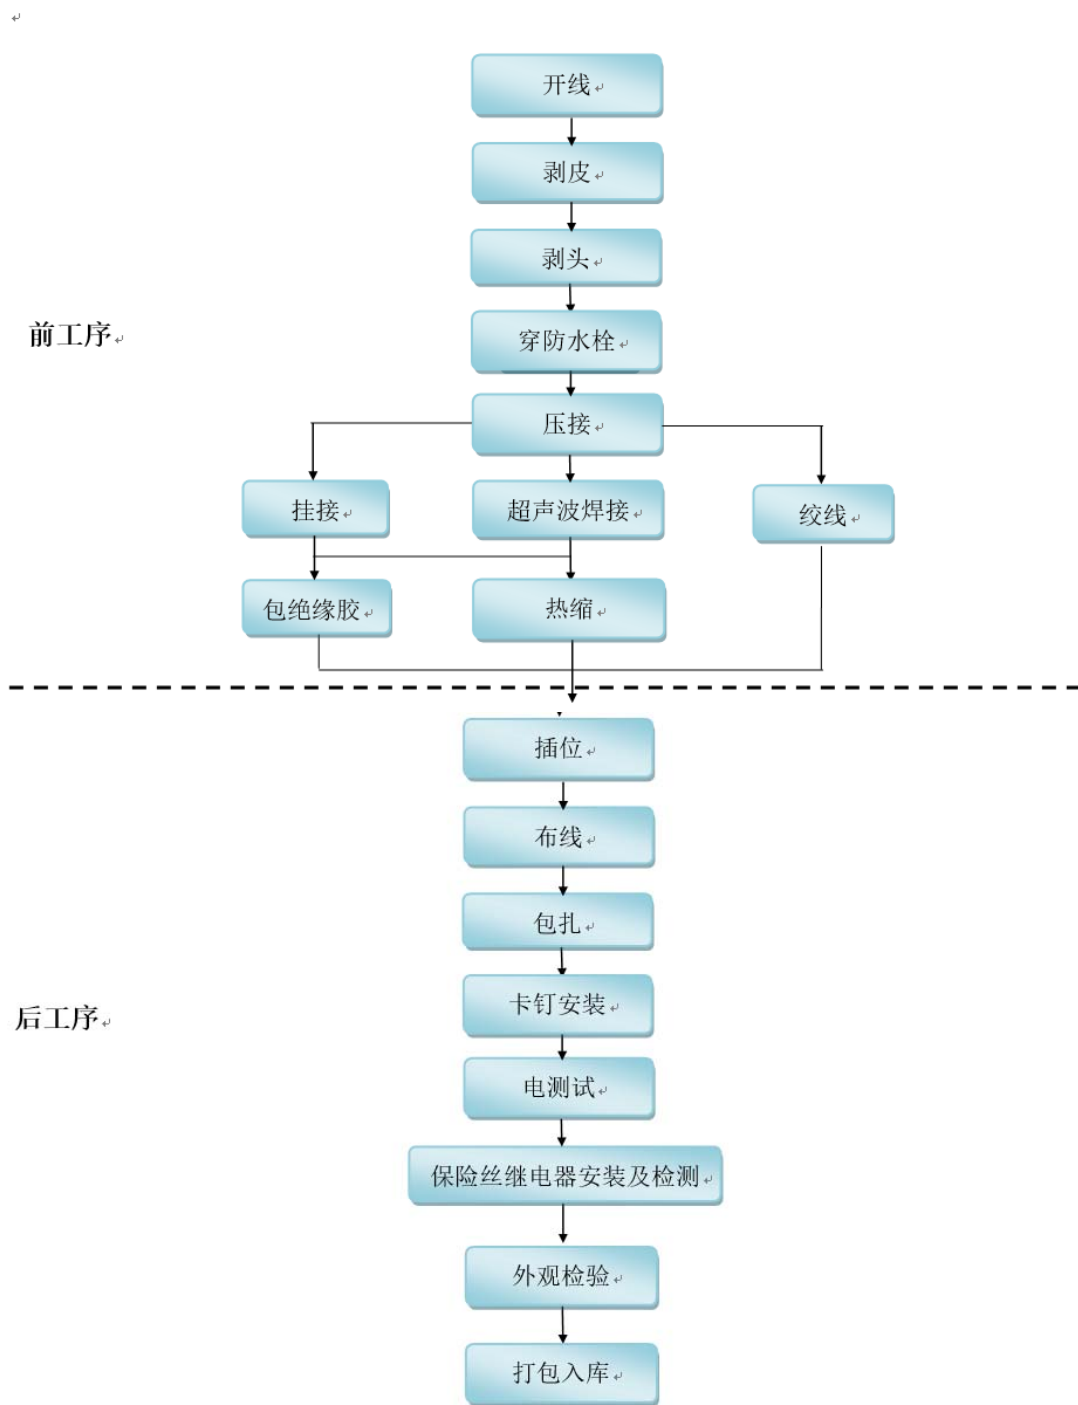 开线
剥皮
剥头
穿防水栓
前工序
压接
挂接
超声波焊接
绞线
包绝缘胶
热缩
插位
布线
包扎
卡钉安装
后工序
电测试
保险丝继电器安装及检测
外观检验
打包入库